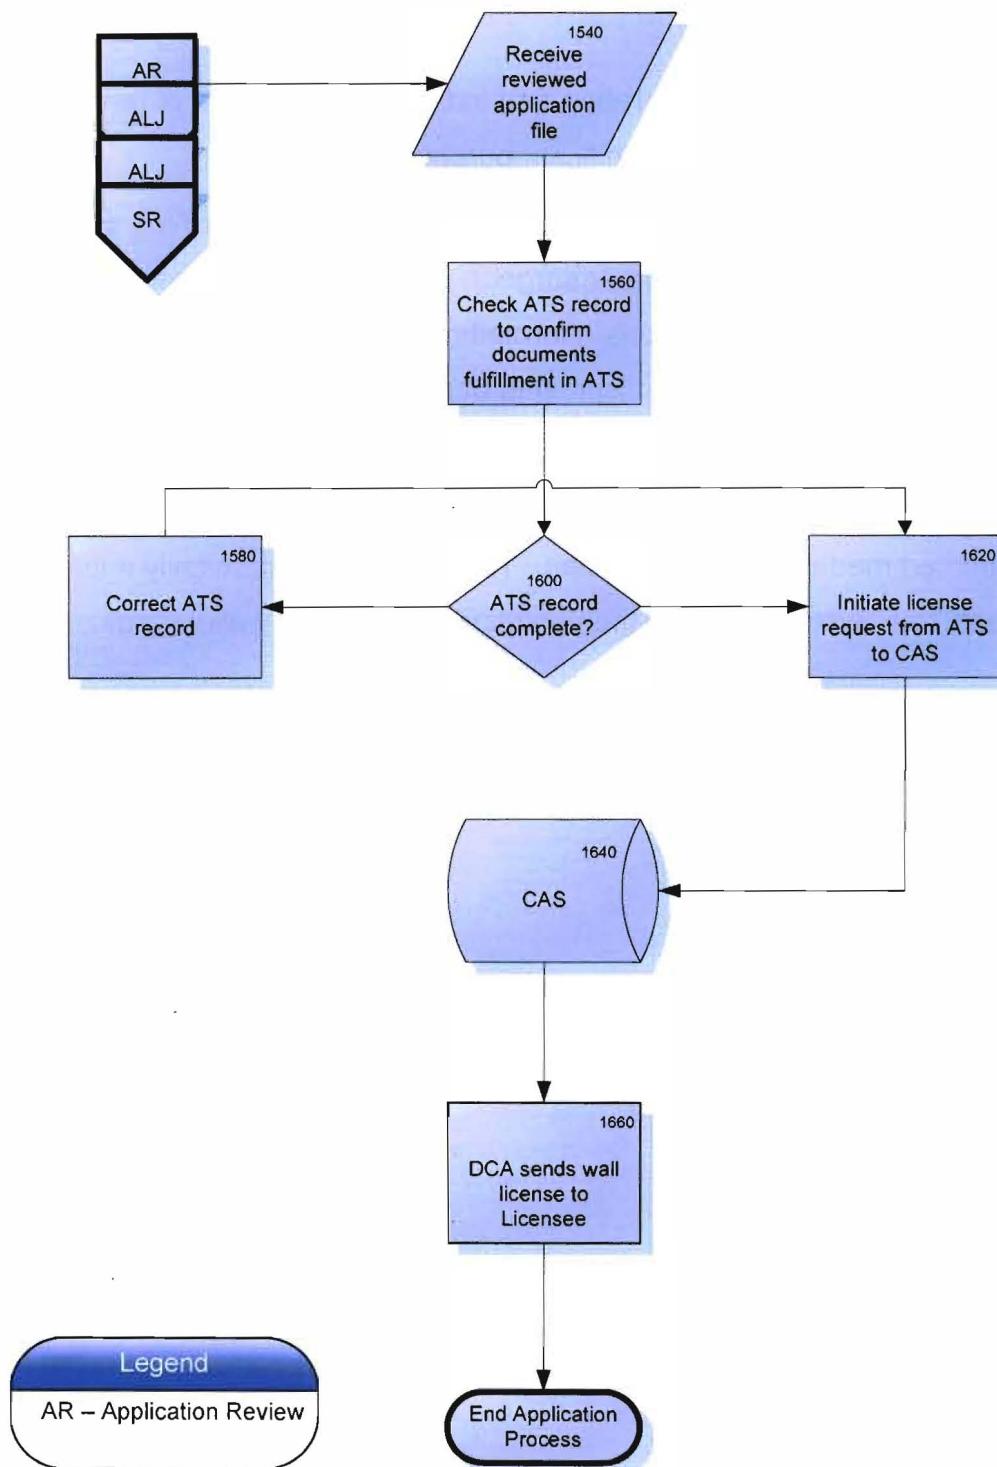 AR
ALJ
ALJ
SR
1540
Receive
reviewed
application
file
1560
Check ATS record
to confirm
documents
fulfillment in ATS
1580
Correct ATS
record
1600
ATS record
complete?
1620
Initiate license
request from ATS
to CAS
1640
CAS
1660
DCA sends wall
license to
Licensee
End Application
Process
Legend
AR – Application Review